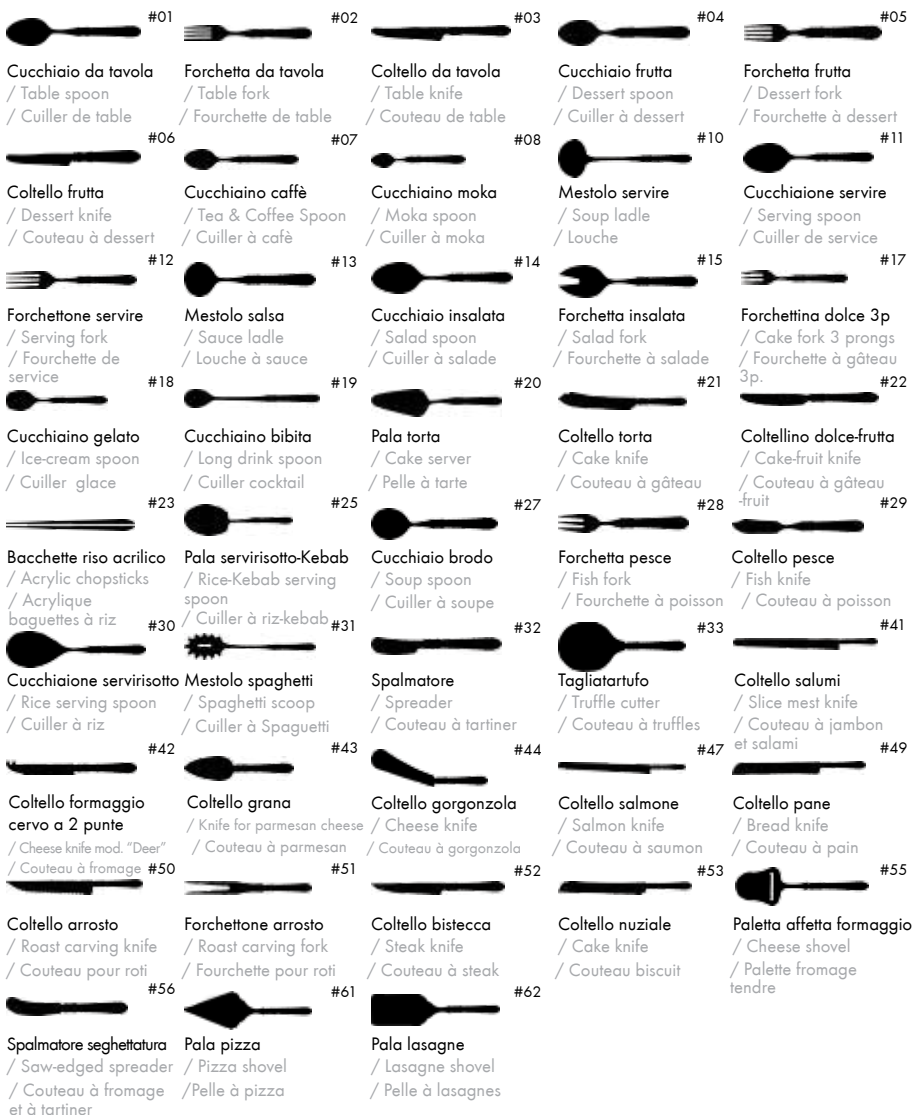 #01
Cucchiaio da tavola
/ Table spoon
/ Cuiller de table
#02
Forchetta da tavola
/ Table fork
/ Fourchette de table
#03
Coltello da tavola
/ Table knife
/ Couteau de table
#04
Cucchiaio frutta
/ Dessert spoon
/ Cuiller à dessert
#05
Forchetta frutta
/ Dessert fork
/ Fourchette à dessert
#06
Coltello frutta
/ Dessert knife
/ Couteau à dessert
#07
Cucchiaino caffè
/ Tea & Coffee Spoon
/ Cuiller à cafè
#08
Cucchiaino moka
/ Moka spoon
/ Cuiller à moka
#10
Mestolo servire
/ Soup ladle
/ Louche
#11
Cucchiaione servire
/ Serving spoon
/ Cuiller de service
#12
Forchettone servire
/ Serving fork
/ Fourchette de
service
#13
Mestolo salsa
/ Sauce ladle
/ Louche à sauce
#14
Cucchiaio insalata
/ Salad spoon
/ Cuiller à salade
#15
Forchetta insalata
/ Salad fork
/ Fourchette à salade
#17
Forchettina dolce 3p
/ Cake fork 3 prongs
/ Fourchette à gâteau
3p.
#18
Cucchiaino gelato
/ Ice-cream spoon
/ Cuiller glace
#19
Cucchiaino bibita
/ Long drink spoon
/ Cuiller cocktail
#20
Pala torta
/ Cake server
/ Pelle à tarte
#21
Coltello torta
/ Cake knife
/ Couteau à gâteau
#22
Coltellino dolce-frutta
/ Cake-fruit knife
/ Couteau à gâteau
-fruit
#23
Bacchette riso acrilico
/ Acrylic chopsticks
/ Acrylique
baguettes à riz
#25
Pala servirisotto-Kebab
/ Rice-Kebab serving
spoon
/ Cuiller à riz-kebab
#27
Cucchiaio brodo
/ Soup spoon
/ Cuiller à soupe
#28
Forchetta pesce
/ Fish fork
/ Fourchette à poisson
#29
Coltello pesce
/ Fish knife
/ Couteau à poisson
#30
Cucchiaione servirisotto
/ Rice serving spoon
/ Cuiller à riz
#31
Mestolo spaghetti
/ Spaghetti scoop
/ Cuiller à Spaguetti
#32
Spalmatore
/ Spreader
/ Couteau à tartiner
#33
Tagliatartufo
/ Truffle cutter
/ Couteau à truffles
#41
Coltello salumi
/ Slice mest knife
/ Couteau à jambon
et salami
#42
Coltello formaggio
cervo a 2 punte
/ Cheese knife mod. "Deer"
/ Couteau à fromage
#43
Coltello grana
/ Knife for parmesan cheese
/ Couteau à parmesan
#44
Coltello gorgonzola
/ Cheese knife
/ Couteau à gorgonzola
#47
Coltello salmone
/ Salmon knife
/ Couteau à saumon
#49
Coltello pane
/ Bread knife
/ Couteau à pain
#50
Coltello arrosto
/ Roast carving knife
/ Couteau pour roti
#51
Forchettone arrosto
/ Roast carving fork
/ Fourchette pour roti
#52
Coltello bistecca
/ Steak knife
/ Couteau à steak
#53
Coltello nuziale
/ Cake knife
/ Couteau biscuit
#55
Paletta affetta formaggio
/ Cheese shovel
/ Palette fromage
tendre
#56
Spalmatore seghettatura
/ Saw-edged spreader
/ Couteau à fromage
et à tartiner
#61
Pala pizza
/ Pizza shovel
/Pelle à pizza
#62
Pala lasagne
/ Lasagne shovel
/ Pelle à lasagnes